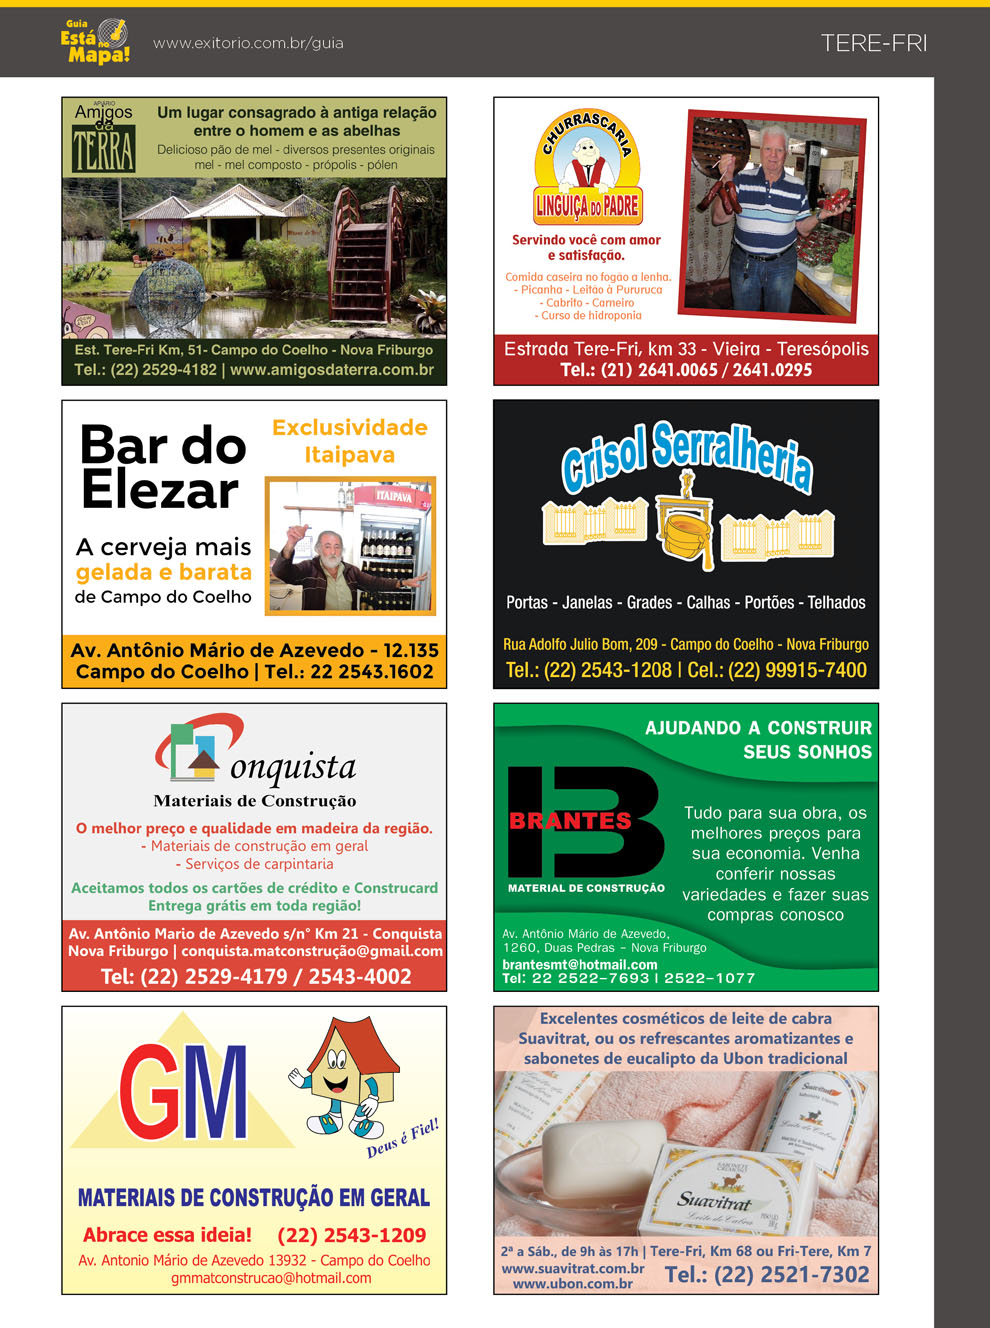 Guia
Está no
Mapa!
www.exitorio.com.br/guia
TERE-FRI
APIÁRIO
Amigos
da
TERRA
Um lugar consagrado à antiga relação
entre o homem e as abelhas
Delicioso pão de mel - diversos presentes originais
mel - mel composto - própolis - pólen
Est. Tere-Fri Km, 51- Campo do Coelho - Nova Friburgo
Tel.: (22) 2529-4182 | www.amigosdaterra.com.br
CHURRASCARIA
LINGUIÇA DO PADRE
Servindo você com amor
e satisfação.
Comida caseira no fogão a lenha.
- Picanha - Leitão à Pururuca
- Cabrito - Carneiro
- Curso de hidroponia
Estrada Tere-Fri, km 33 - Vieira - Teresópolis
Tel.: (21) 2641.0065 / 2641.0295
Bar do
Elezar
Exclusividade
Itaipava
ITAIPAVA
A cerveja mais
gelada e barata
de Campo do Coelho
Av. Antônio Mário de Azevedo - 12.135
Campo do Coelho | Tel.: 22 2543.1602
Crisol Serralheria
Portas - Janelas - Grades - Calhas - Portões - Telhados
Rua Adolfo Julio Bom, 209 - Campo do Coelho - Nova Friburgo
Tel.: (22) 2543-1208 | Cel.: (22) 99915-7400
Conquista
Materiais de Construção
O melhor preço e qualidade em madeira da região.
- Materiais de construção em geral
- Serviços de carpintaria
Aceitamos todos os cartões de crédito e Construcard
Entrega grátis em toda região!
Av. Antônio Mario de Azevedo s/n° Km 21 - Conquista
Nova Friburgo | conquista.matconstrução@gmail.com
Tel: (22) 2529-4179 / 2543-4002
AJUDANDO A CONSTRUIR
SEUS SONHOS
B
BRANTES
MATERIAL DE CONSTRUÇÃO
Tudo para sua obra, os
melhores preços para
sua economia. Venha
conferir nossas
variedades e fazer suas
compras conosco
Av. Antônio Mário de Azevedo,
1260, Duas Pedras - Nova Friburgo
brantesmt@hotmail.com
Tel: 22 2522-7693 | 2522-1077
GM
Deus é Fiel!
MATERIAIS DE CONSTRUÇÃO EM GERAL
Abrace essa ideia! (22) 2543-1209
Av. Antonio Mário de Azevedo 13932 - Campo do Coelho
gmmatconstrucao@hotmail.com
Excelentes cosméticos de leite de cabra
Suavitrat, ou os refrescantes aromatizantes e
sabonetes de eucalipto da Ubon tradicional
Suavitrat
Leite de Cabra
SABONETE
CREMOSO
Suavitrat
Leite de Cabra
2ª a Sáb., de 9h às 17h | Tere-Fri, Km 68 ou Fri-Tere, Km 7
www.suavitrat.com.br
www.ubon.com.br
Tel.: (22) 2521-7302